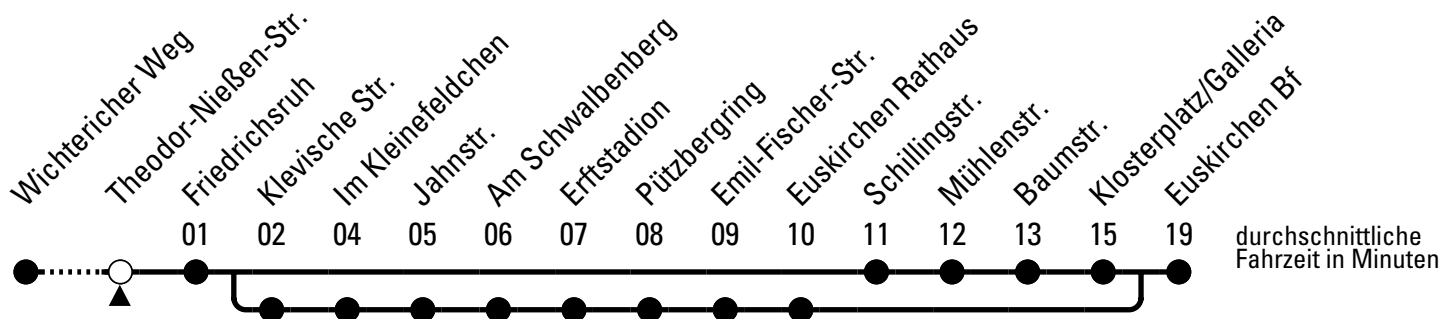 Wichtericher Weg
Theodor-Nießen-Str.
Friedrichsruh
Klevische Str.
Im Kleinefeldchen
Jahnstr.
Am Schwalbenberg
Erftstadion
Pützbergring
Emil-Fischer-Str.
Euskirchen Rathaus
Schillingstr.
Mühlenstr.
Baumstr.
Klosterplatz/Galleria
Euskirchen Bf
01 02 04 05 06 07 08 09 10 11 12 13 15 19
durchschnittliche
Fahrzeit in Minuten